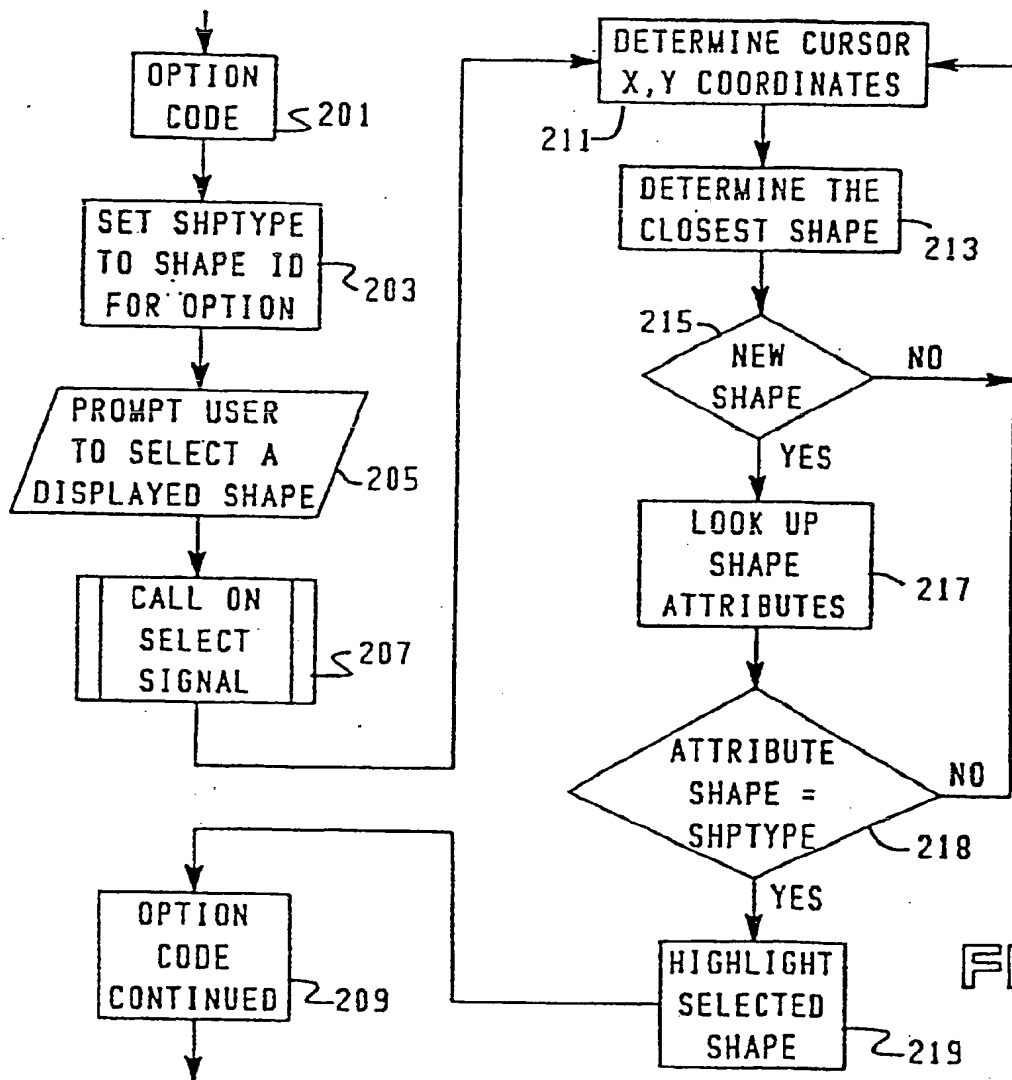 OPTION
CODE
201
SET SHPTYPE
TO SHAPE ID
FOR OPTION
203
PROMPT USER
TO SELECT A
DISPLAYED SHAPE
205
CALL ON
SELECT
SIGNAL
207
OPTION
CODE
CONTINUED
209
DETERMINE CURSOR
X,Y COORDINATES
211
DETERMINE THE
CLOSEST SHAPE
213
215
NEW
SHAPE
NO
YES
LOOK UP
SHAPE
ATTRIBUTES
217
ATTRIBUTE
SHAPE =
SHPTYPE
NO
218
YES
HIGHLIGHT
SELECTED
SHAPE
219